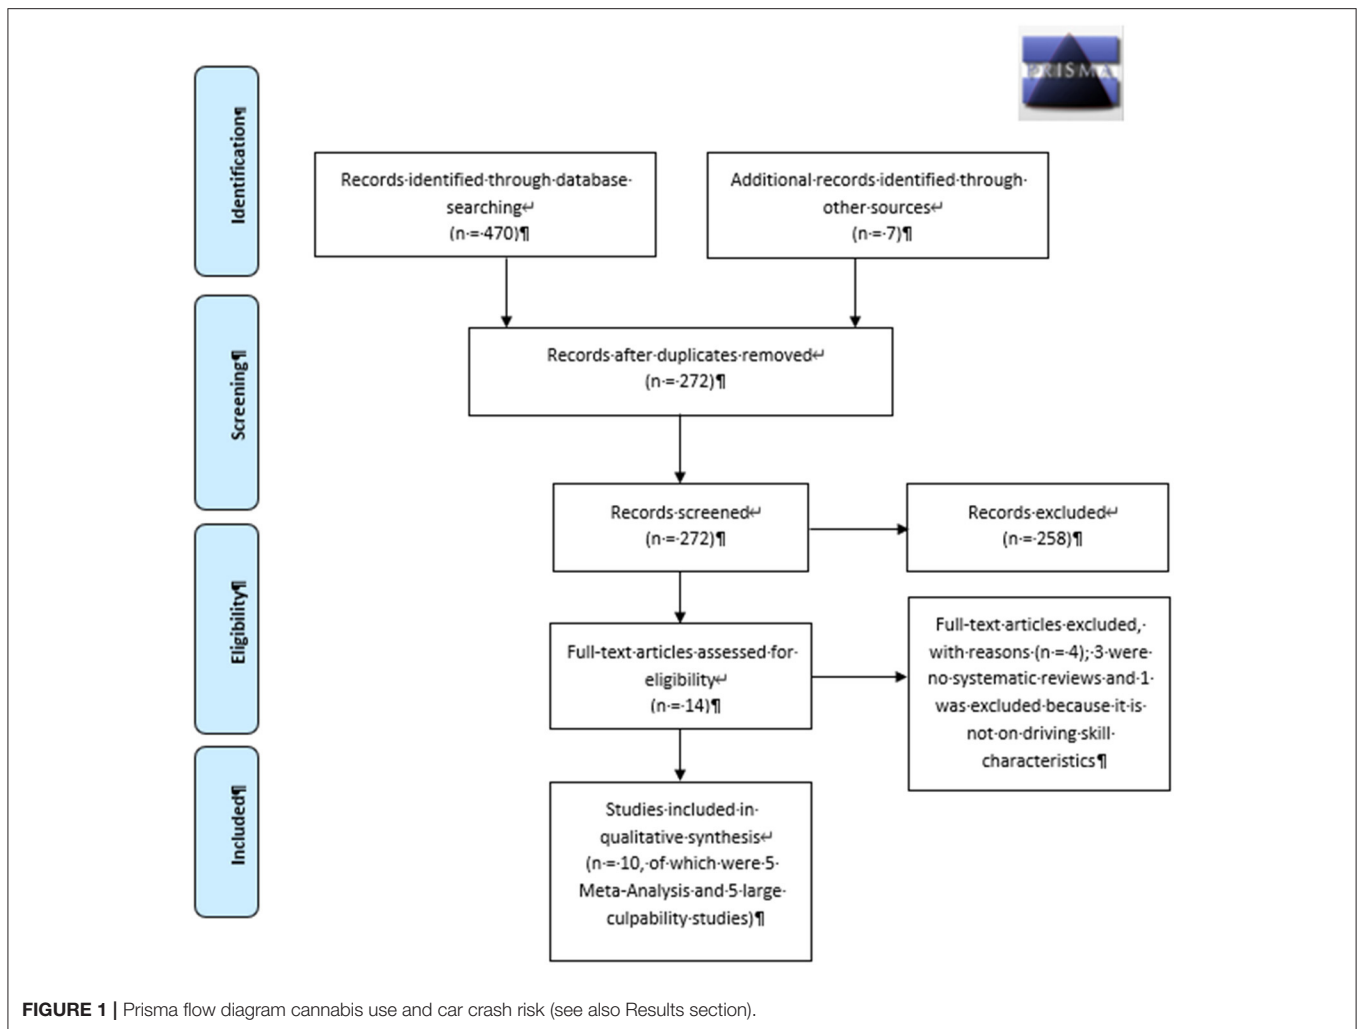 PRISMA
Identification¶
Records·identified·through·database·
searching↵
(n·=·470)¶
Additional·records·identified·through·
other·sources↵
(n·=·7)¶
Screening¶
Records·after·duplicates·removed↵
(n·=·272)¶
Records·screened↵
(n·=·272)¶
Records·excluded↵
(n·=·258)¶
Eligibility¶
Full-text·articles·assessed·for·
eligibility↵
(n·=·14)¶
Full-text·articles·excluded,·
with·reasons·(n·=·4);·3·were·
no·systematic·reviews·and·1·
was·excluded·because·it·is·
not·on·driving·skill·
characteristics¶
Included¶
Studies·included·in·
qualitative·synthesis↵
(n·=·10,·of·which·were·5·
Meta-Analysis·and·5·large·
culpability·studies)¶
FIGURE 1 | Prisma flow diagram cannabis use and car crash risk (see also Results section).